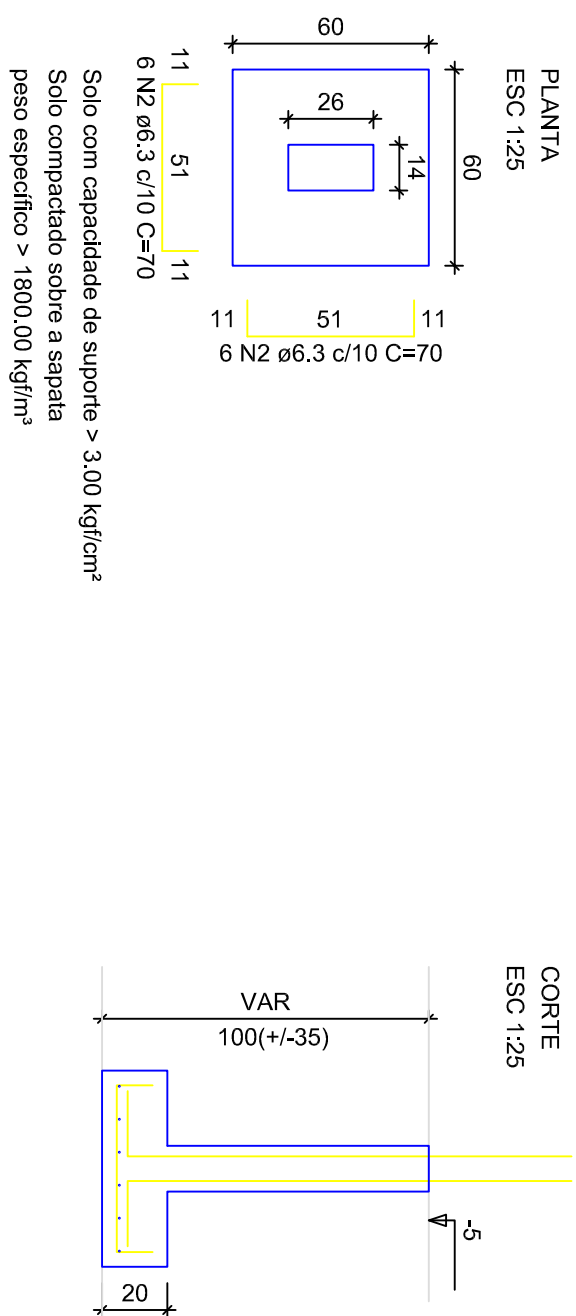 PLANTA
ESC 1:25
60
60
26
14
11
51
11
6 N2 ø6.3 c/10 C=70
11
51
11
6 N2 ø6.3 c/10 C=70
Solo com capacidade de suporte > 3.00 kgf/cm²
Solo compactado sobre a sapata
peso específico > 1800.00 kgf/m³
CORTE
ESC 1:25
VAR
100(+/-35)
-5
20